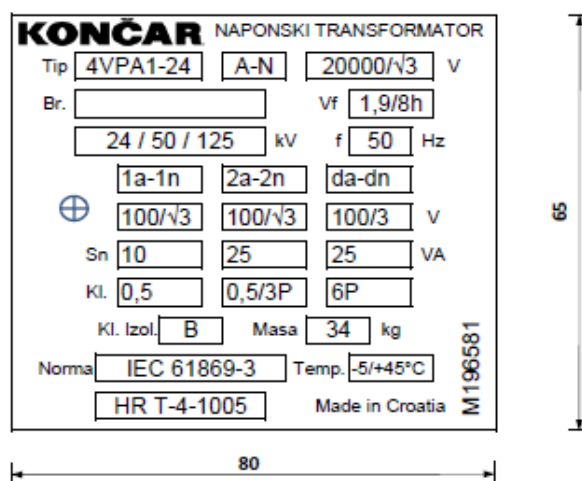 KONČAR NAPONSKI TRANSFORMATOR
Tip 4VPA1-24 A-N 20000/√3 V
Br. Vf 1,9/8h
24 / 50 / 125 kV f 50 Hz
1a-1n 2a-2n da-dn
100/√3 100/√3 100/3 V
Sn 10 25 25 VA
Kl. 0,5 0,5/3P 6P
Kl. Izol. B Masa 34 kg
Norma IEC 61869-3 Temp. -5/+45°C
HR T-4-1005 Made in Croatia
M196581
65
80